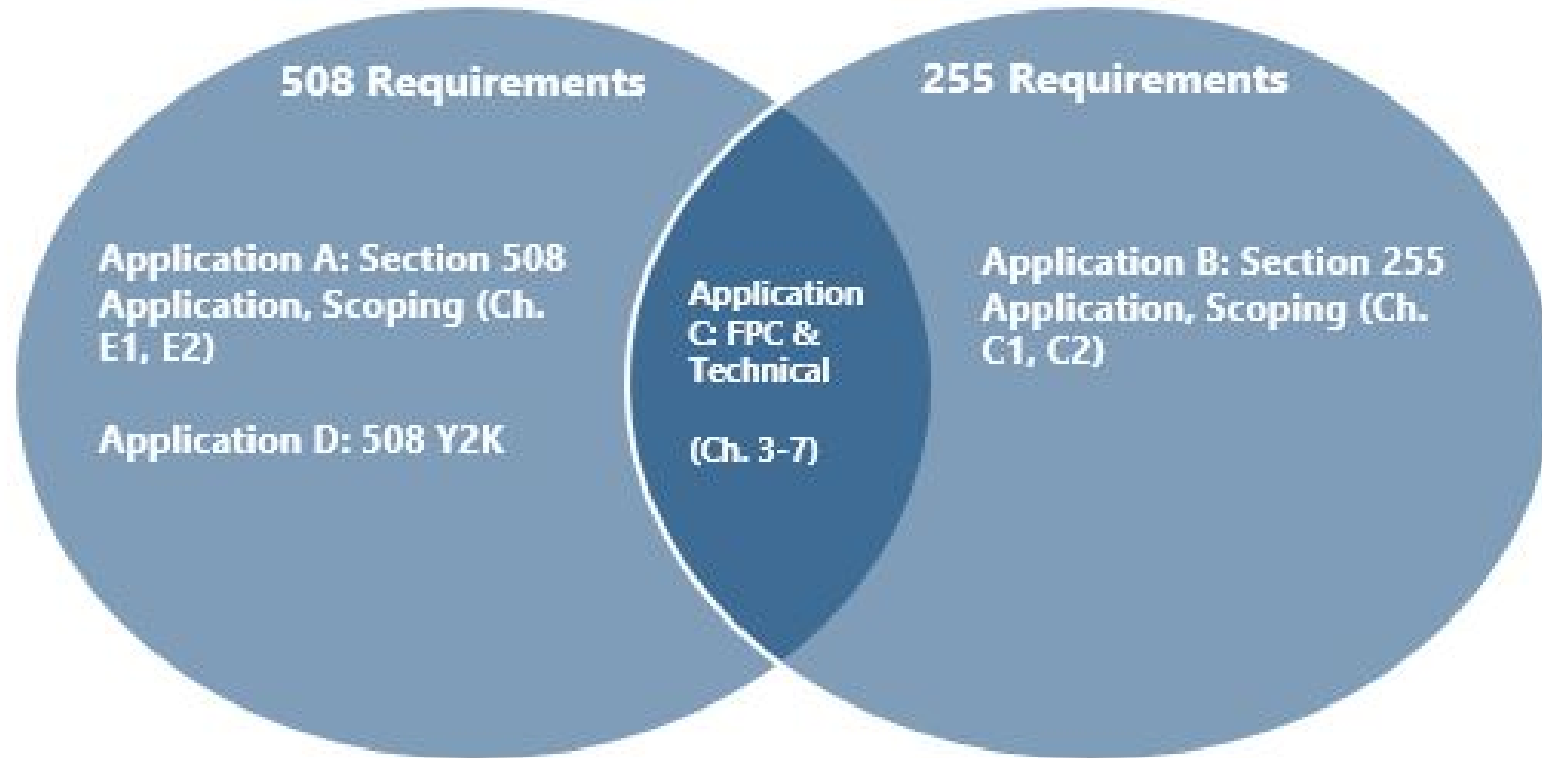 508 Requirements
255 Requirements
Application A: Section 508
Application, Scoping (Ch.
E1, E2)
Application D: 508 Y2K
Application
C: FPC &
Technical
(Ch. 3-7)
Application B: Section 255
Application, Scoping (Ch.
C1, C2)